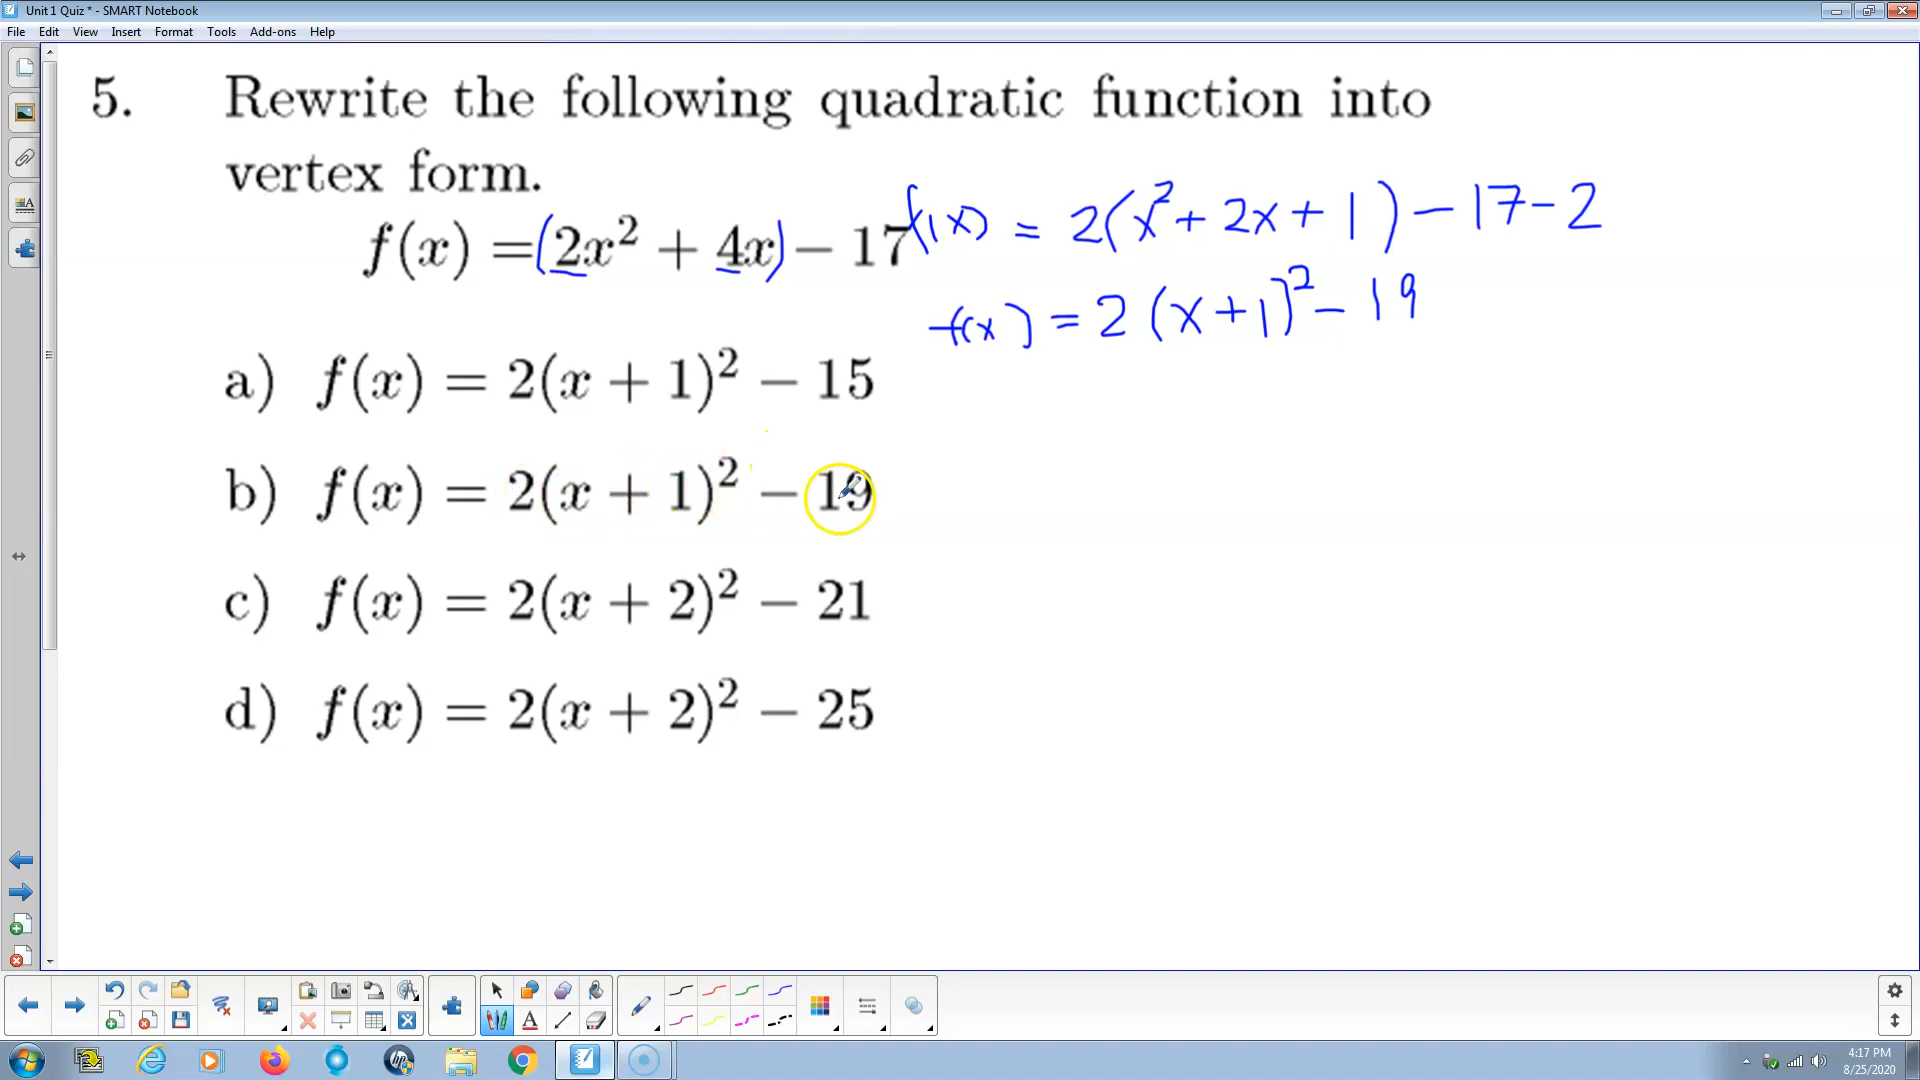 Unit 1 Quiz * - SMART Notebook
File Edit View Insert Format Tools Add-ons Help
5. Rewrite the following quadratic function into
vertex form.
f(x) = (2x² + 4x) − 17
f(x) = 2(x² + 2x + 1) − 17 − 2
f(x) = 2(x + 1)² − 19
a) f(x) = 2(x + 1)² − 15
b) f(x) = 2(x + 1)² − 19
c) f(x) = 2(x + 2)² − 21
d) f(x) = 2(x + 2)² − 25
4:17 PM
8/25/2020